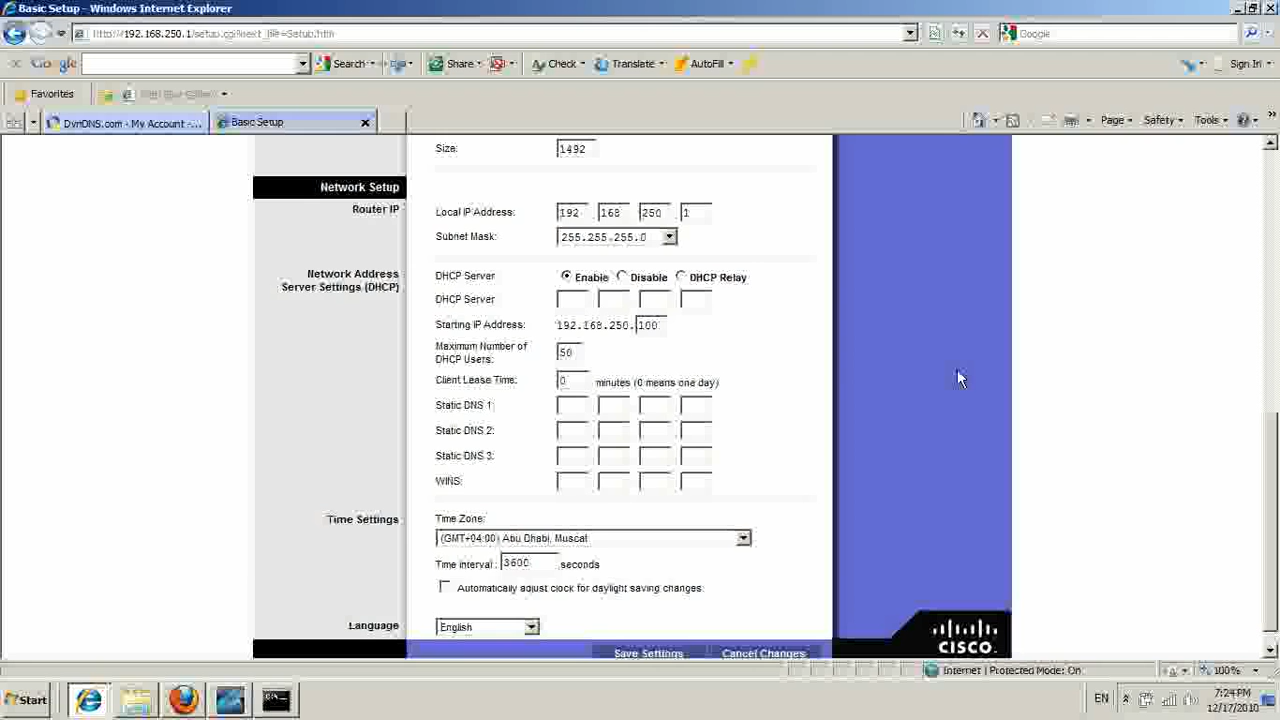 Basic Setup - Windows Internet Explorer
http://192.168.250.1/setup.cgi?next_file=Setup.htm
Google
Google Search Share Check Translate AutoFill Sign In
Favorites
DynDNS.com - My Account -... Basic Setup Page Safety Tools
Size: 1492
Network Setup
Router IP
Local IP Address: 192 168 250 1
Subnet Mask: 255.255.255.0
Network Address
Server Settings (DHCP)
DHCP Server Enable Disable DHCP Relay
DHCP Server
Starting IP Address: 192.168.250. 100
Maximum Number of
DHCP Users: 50
Client Lease Time: 0 minutes (0 means one day)
Static DNS 1:
Static DNS 2:
Static DNS 3:
WINS:
Time Settings
Time Zone:
(GMT+04:00) Abu Dhabi, Muscat
Time interval: 3600 seconds
Automatically adjust clock for daylight saving changes
Language English
Save Settings Cancel Changes
CISCO.
Internet | Protected Mode: On 100%
Start EN 7:24 PM
12/17/2010